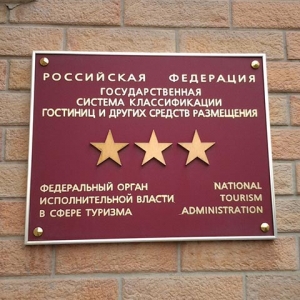 РОССИЙСКАЯ ФЕДЕРАЦИЯ
ГОСУДАРСТВЕННАЯ
СИСТЕМА КЛАССИФИКАЦИИ
ГОСТИНИЦ И ДРУГИХ СРЕДСТВ РАЗМЕЩЕНИЯ
ФЕДЕРАЛЬНЫЙ ОРГАН
ИСПОЛНИТЕЛЬНОЙ ВЛАСТИ
В СФЕРЕ ТУРИЗМА
NATIONAL
TOURISM
ADMINISTRATION